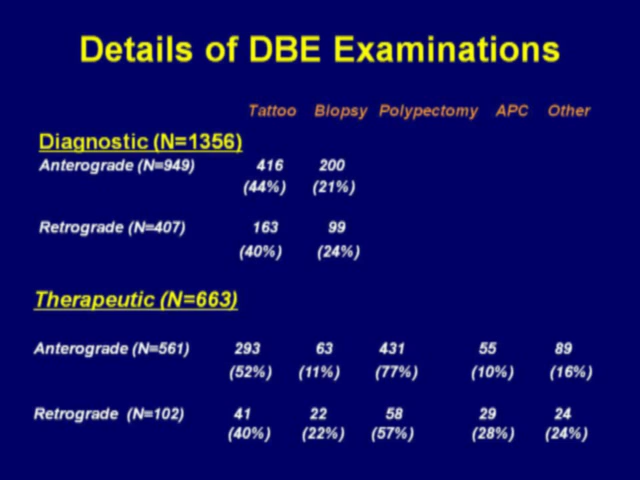 Details of DBE Examinations
Tattoo Biopsy Polypectomy APC Other
Diagnostic (N=1356)
Anterograde (N=949) 416 200
(44%) (21%)
Retrograde (N=407) 163 99
(40%) (24%)
Therapeutic (N=663)
Anterograde (N=561) 293 63 431 55 89
(52%) (11%) (77%) (10%) (16%)
Retrograde (N=102) 41 22 58 29 24
(40%) (22%) (57%) (28%) (24%)